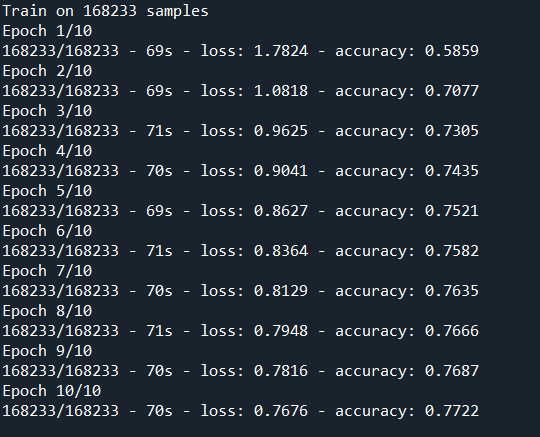 Train on 168233 samples
Epoch 1/10
168233/168233 - 69s - loss: 1.7824 - accuracy: 0.5859
Epoch 2/10
168233/168233 - 69s - loss: 1.0818 - accuracy: 0.7077
Epoch 3/10
168233/168233 - 71s - loss: 0.9625 - accuracy: 0.7305
Epoch 4/10
168233/168233 - 70s - loss: 0.9041 - accuracy: 0.7435
Epoch 5/10
168233/168233 - 69s - loss: 0.8627 - accuracy: 0.7521
Epoch 6/10
168233/168233 - 71s - loss: 0.8364 - accuracy: 0.7582
Epoch 7/10
168233/168233 - 70s - loss: 0.8129 - accuracy: 0.7635
Epoch 8/10
168233/168233 - 71s - loss: 0.7948 - accuracy: 0.7666
Epoch 9/10
168233/168233 - 70s - loss: 0.7816 - accuracy: 0.7687
Epoch 10/10
168233/168233 - 70s - loss: 0.7676 - accuracy: 0.7722